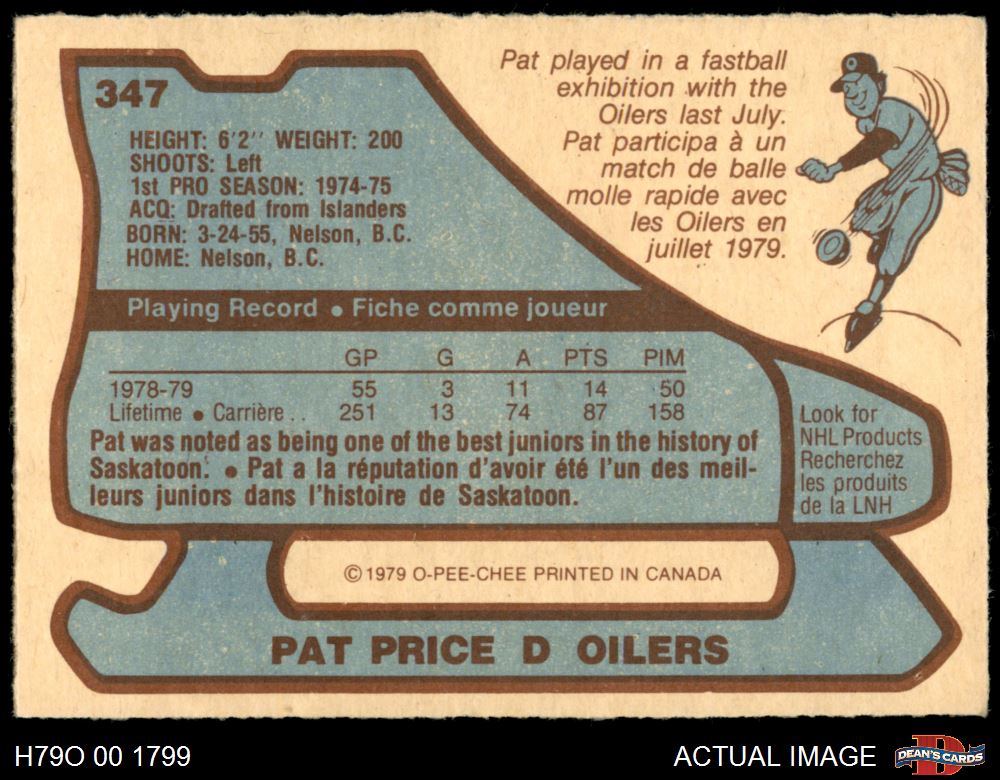 347
HEIGHT: 6'2" WEIGHT: 200
SHOOTS: Left
1st PRO SEASON: 1974-75
ACQ: Drafted from Islanders
BORN: 3-24-55, Nelson, B.C.
HOME: Nelson, B.C.
Pat played in a fastball
exhibition with the
Oilers last July.
Pat participa à un
match de balle
molle rapide avec
les Oilers en
juillet 1979.
Playing Record • Fiche comme joueur
GP G A PTS PIM
1978-79 55 3 11 14 50
Lifetime • Carrière . . 251 13 74 87 158
Pat was noted as being one of the best juniors in the history of
Saskatoon. • Pat a la réputation d'avoir été l'un des meil-
leurs juniors dans l'histoire de Saskatoon.
Look for
NHL Products
Recherchez
les produits
de la LNH
© 1979 O-PEE-CHEE PRINTED IN CANADA
PAT PRICE D OILERS
H79O 00 1799
ACTUAL IMAGE
D
DEAN'S CARDS